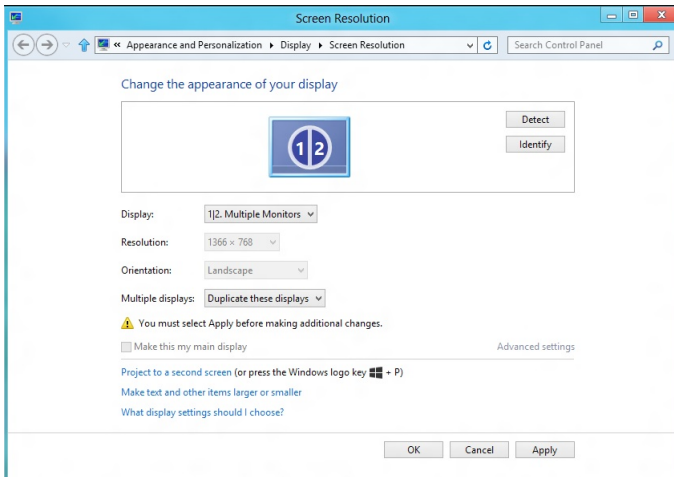 Screen Resolution
« Appearance and Personalization ▸ Display ▸ Screen Resolution
Search Control Panel
Change the appearance of your display
1|2
Detect
Identify
Display: 1|2. Multiple Monitors
Resolution: 1366 × 768
Orientation: Landscape
Multiple displays: Duplicate these displays
You must select Apply before making additional changes.
Make this my main display Advanced settings
Project to a second screen (or press the Windows logo key + P)
Make text and other items larger or smaller
What display settings should I choose?
OK Cancel Apply